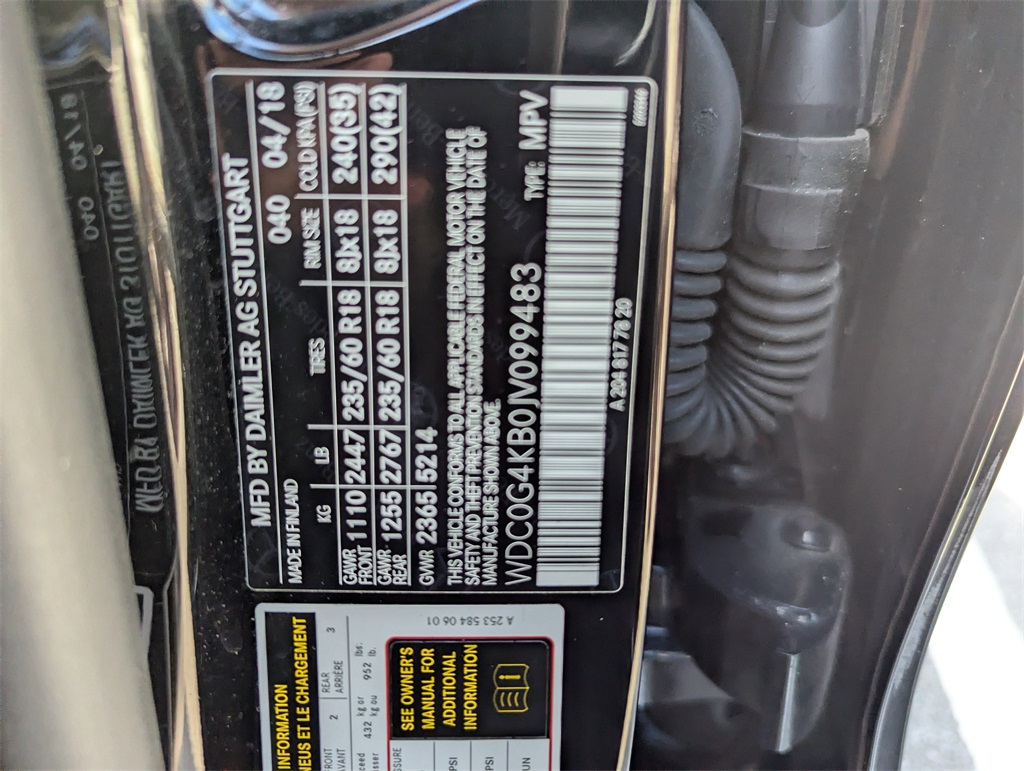 MFD BY DAIMLER AG STUTTGART
MADE IN FINLAND 040 04/18
KG LB TIRES RIM SIZE COLD KPA(PSI)
GAWR FRONT 1110 2447 235/60 R18 8Jx18 240(35)
GAWR REAR 1255 2767 235/60 R18 8Jx18 290(42)
GVWR 2365 5214
THIS VEHICLE CONFORMS TO ALL APPLICABLE FEDERAL MOTOR VEHICLE
SAFETY AND THEFT PREVENTION STANDARDS IN EFFECT ON THE DATE OF
MANUFACTURE SHOWN ABOVE.
WDC0G4KB0JV099483 TYPE: MPV
A 204 817 78 20
INFORMATION
NEUS ET LE CHARGEMENT
FRONT 2 REAR 3
AVANT ARRIÈRE
432 kg or 952 lbs.
kg ou lb.
SEE OWNER'S
MANUAL FOR
ADDITIONAL
INFORMATION
A 253 584 06 01
PSI
PSI